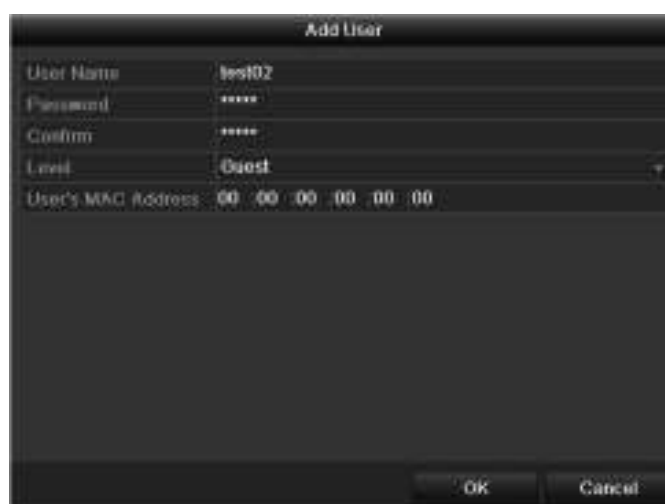 Add User
User Name test02
Password *****
Confirm *****
Level Guest
User's MAC Address 00 :00 :00 :00 :00 :00
OK Cancel